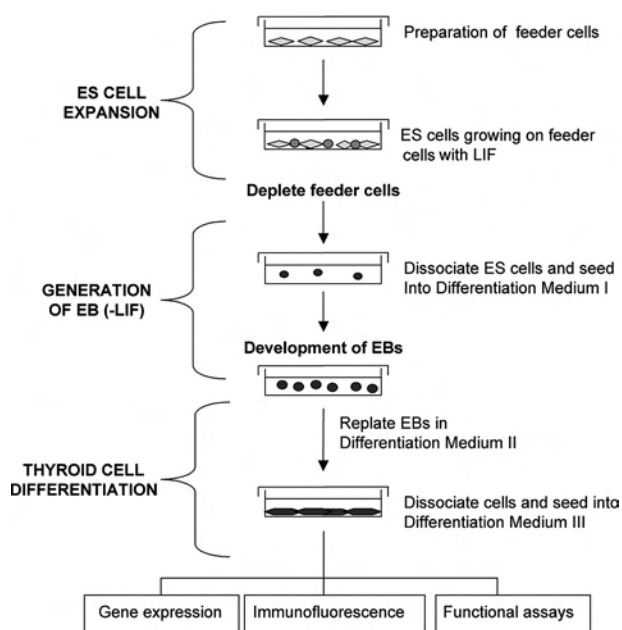 Preparation of feeder cells
ES CELL
EXPANSION
ES cells growing on feeder
cells with LIF
Deplete feeder cells
Dissociate ES cells and seed
Into Differentiation Medium I
GENERATION
OF EB (-LIF)
Development of EBs
Replate EBs in
Differentiation Medium II
THYROID CELL
DIFFERENTIATION
Dissociate cells and seed into
Differentiation Medium III
Gene expression
Immunofluorescence
Functional assays